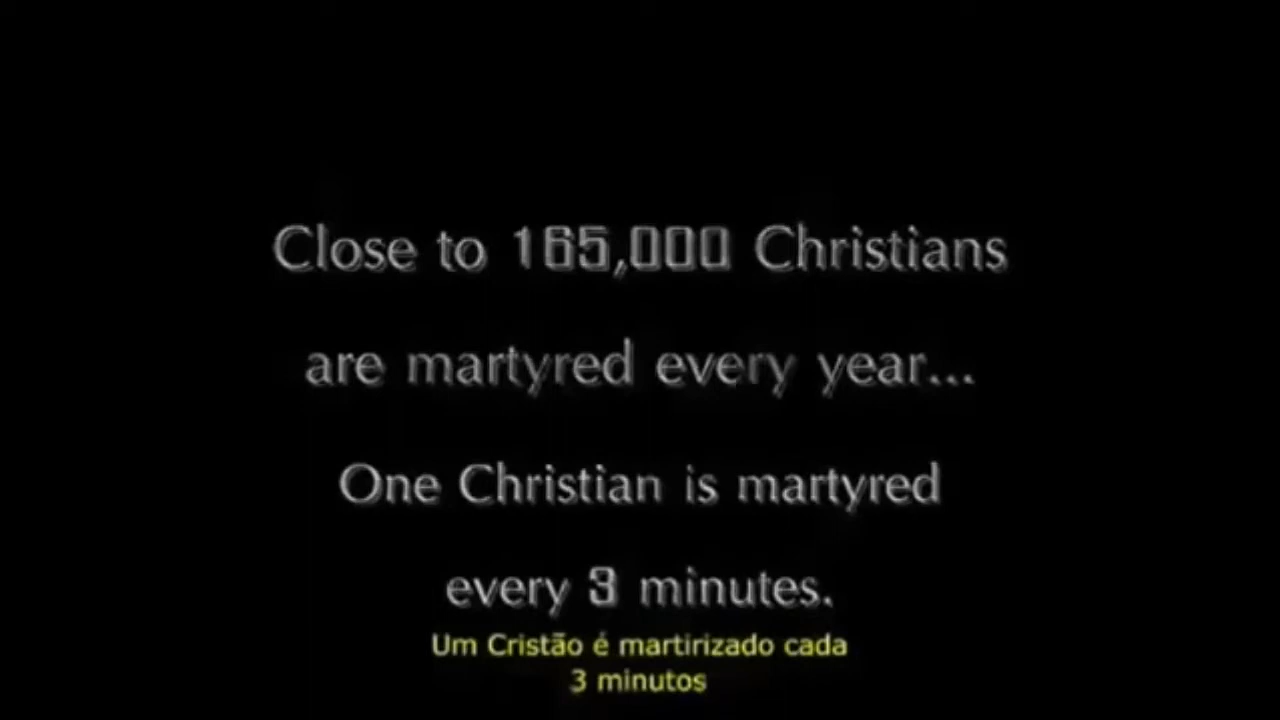 Close to 165,000 Christians
are martyred every year...
One Christian is martyred
every 3 minutes.
Um Cristão é martirizado cada
3 minutos